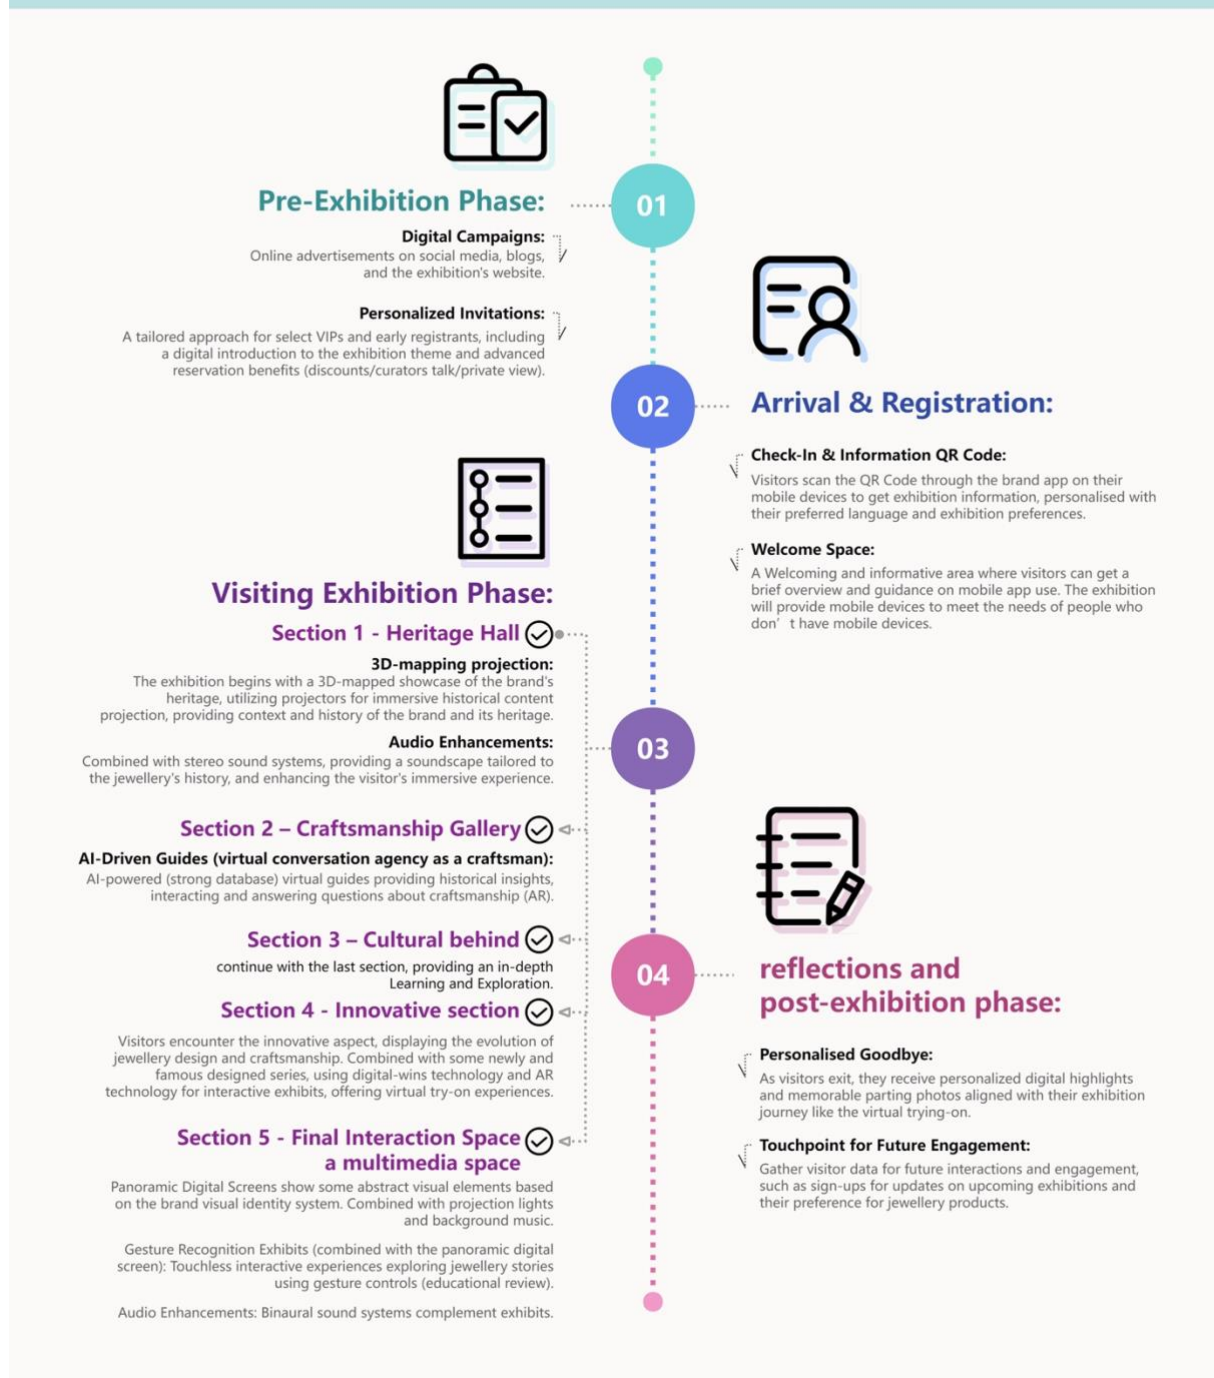 01
Pre-Exhibition Phase:
Digital Campaigns:
Online advertisements on social media, blogs,
and the exhibition's website.
Personalized Invitations:
A tailored approach for select VIPs and early registrants, including
a digital introduction to the exhibition theme and advanced
reservation benefits (discounts/curators talk/private view).
02
Arrival & Registration:
Check-In & Information QR Code:
Visitors scan the QR Code through the brand app on their
mobile devices to get exhibition information, personalised with
their preferred language and exhibition preferences.
Welcome Space:
A Welcoming and informative area where visitors can get a
brief overview and guidance on mobile app use. The exhibition
will provide mobile devices to meet the needs of people who
don’ t have mobile devices.
03
Visiting Exhibition Phase:
Section 1 - Heritage Hall
3D-mapping projection:
The exhibition begins with a 3D-mapped showcase of the brand's
heritage, utilizing projectors for immersive historical content
projection, providing context and history of the brand and its heritage.
Audio Enhancements:
Combined with stereo sound systems, providing a soundscape tailored to
the jewellery's history, and enhancing the visitor's immersive experience.
Section 2 – Craftsmanship Gallery
AI-Driven Guides (virtual conversation agency as a craftsman):
AI-powered (strong database) virtual guides providing historical insights,
interacting and answering questions about craftsmanship (AR).
Section 3 – Cultural behind
continue with the last section, providing an in-depth
Learning and Exploration.
Section 4 - Innovative section
Visitors encounter the innovative aspect, displaying the evolution of
jewellery design and craftsmanship. Combined with some newly and
famous designed series, using digital-wins technology and AR
technology for interactive exhibits, offering virtual try-on experiences.
Section 5 - Final Interaction Space
a multimedia space
Panoramic Digital Screens show some abstract visual elements based
on the brand visual identity system. Combined with projection lights
and background music.
Gesture Recognition Exhibits (combined with the panoramic digital
screen): Touchless interactive experiences exploring jewellery stories
using gesture controls (educational review).
Audio Enhancements: Binaural sound systems complement exhibits.
04
reflections and
post-exhibition phase:
Personalised Goodbye:
As visitors exit, they receive personalized digital highlights
and memorable parting photos aligned with their exhibition
journey like the virtual trying-on.
Touchpoint for Future Engagement:
Gather visitor data for future interactions and engagement,
such as sign-ups for updates on upcoming exhibitions and
their preference for jewellery products.